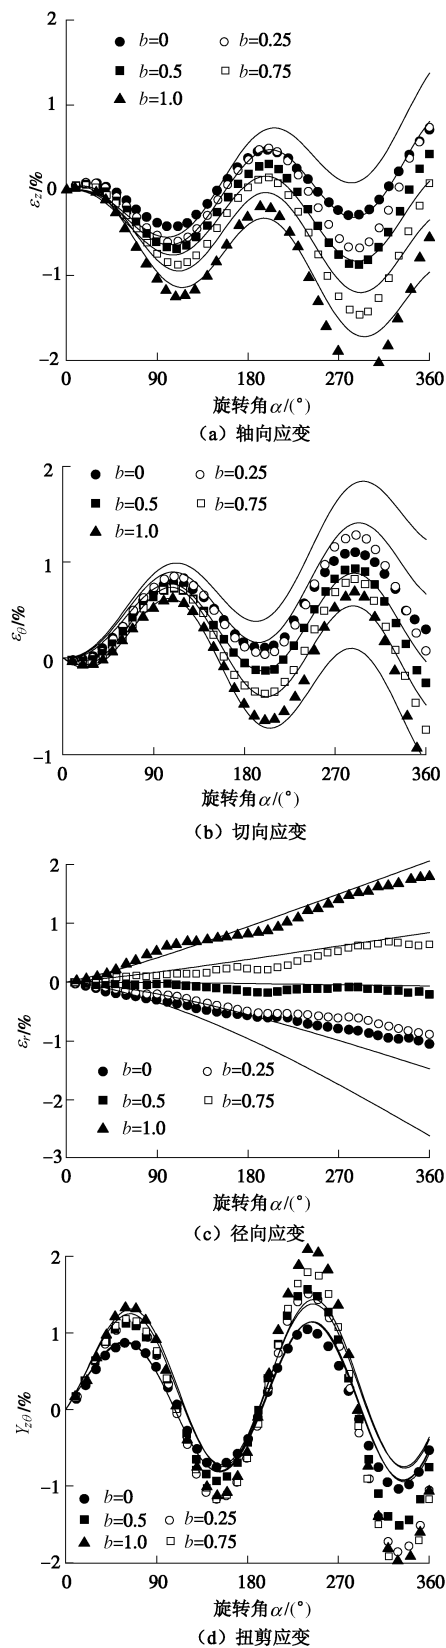 2
b=0 b=0.25
b=0.5 b=0.75
b=1.0
1
0
εz/%
−1
−2
0 90 180 270 360
旋转角α/(°)
（a）轴向应变
2
b=0 b=0.25
b=0.5 b=0.75
b=1.0
1
εθ/%
0
−1
0 90 180 270 360
旋转角α/(°)
（b）切向应变
2
1
0
εr/%
−1
b=0 b=0.25
b=0.5 b=0.75
b=1.0
−2
−3
0 90 180 270 360
旋转角α/(°)
（c）径向应变
2
1
0
Yzθ/%
−1
b=0
b=0.5 b=0.25
b=1.0 b=0.75
−2
0 90 180 270 360
旋转角α/(°)
（d）扭剪应变